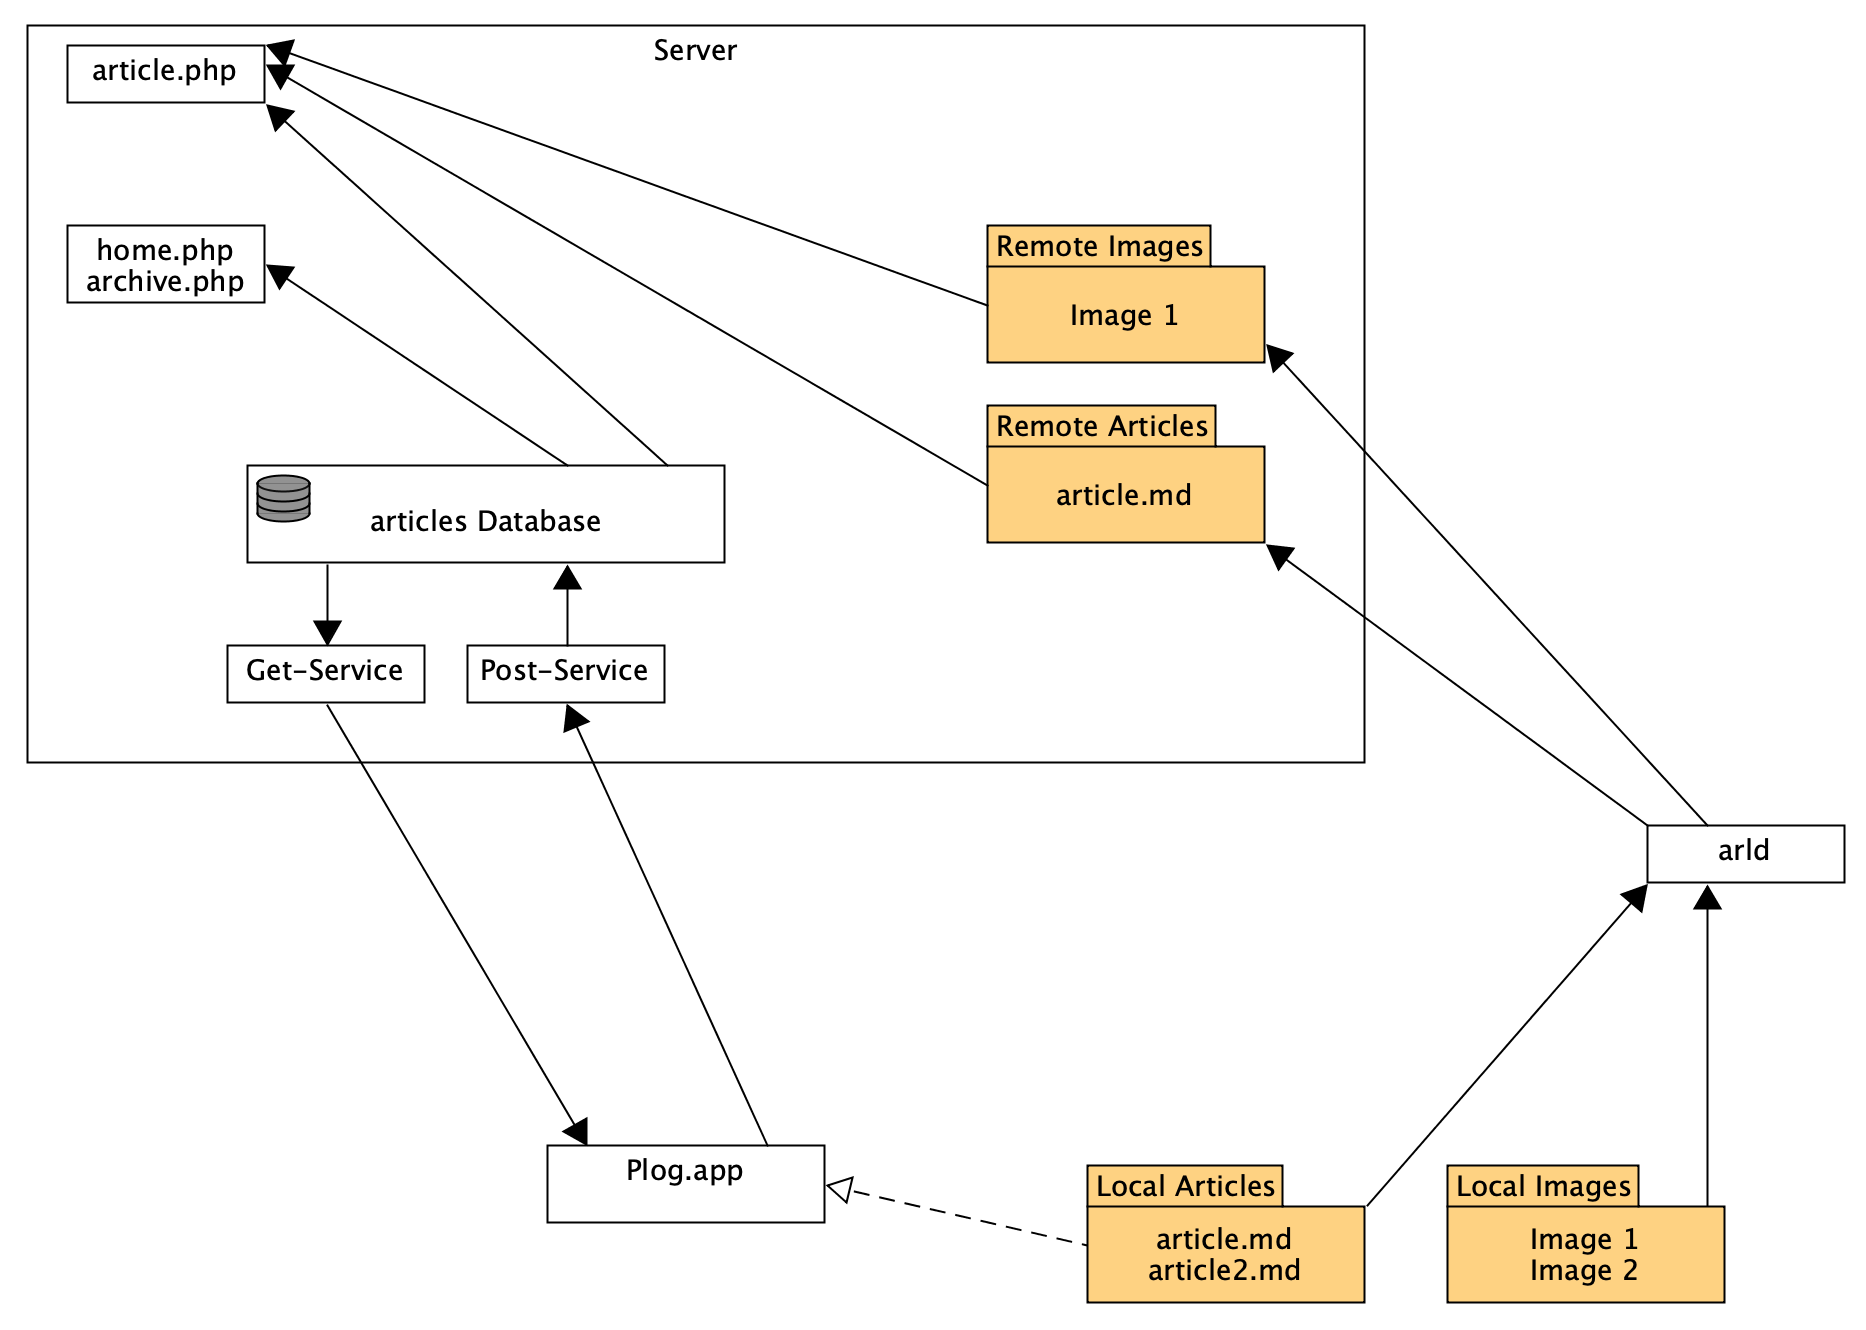 Server
article.php
home.php
archive.php
Remote Images
Image 1
Remote Articles
article.md
articles Database
Get-Service
Post-Service
arld
Plog.app
Local Articles
article.md
article2.md
Local Images
Image 1
Image 2